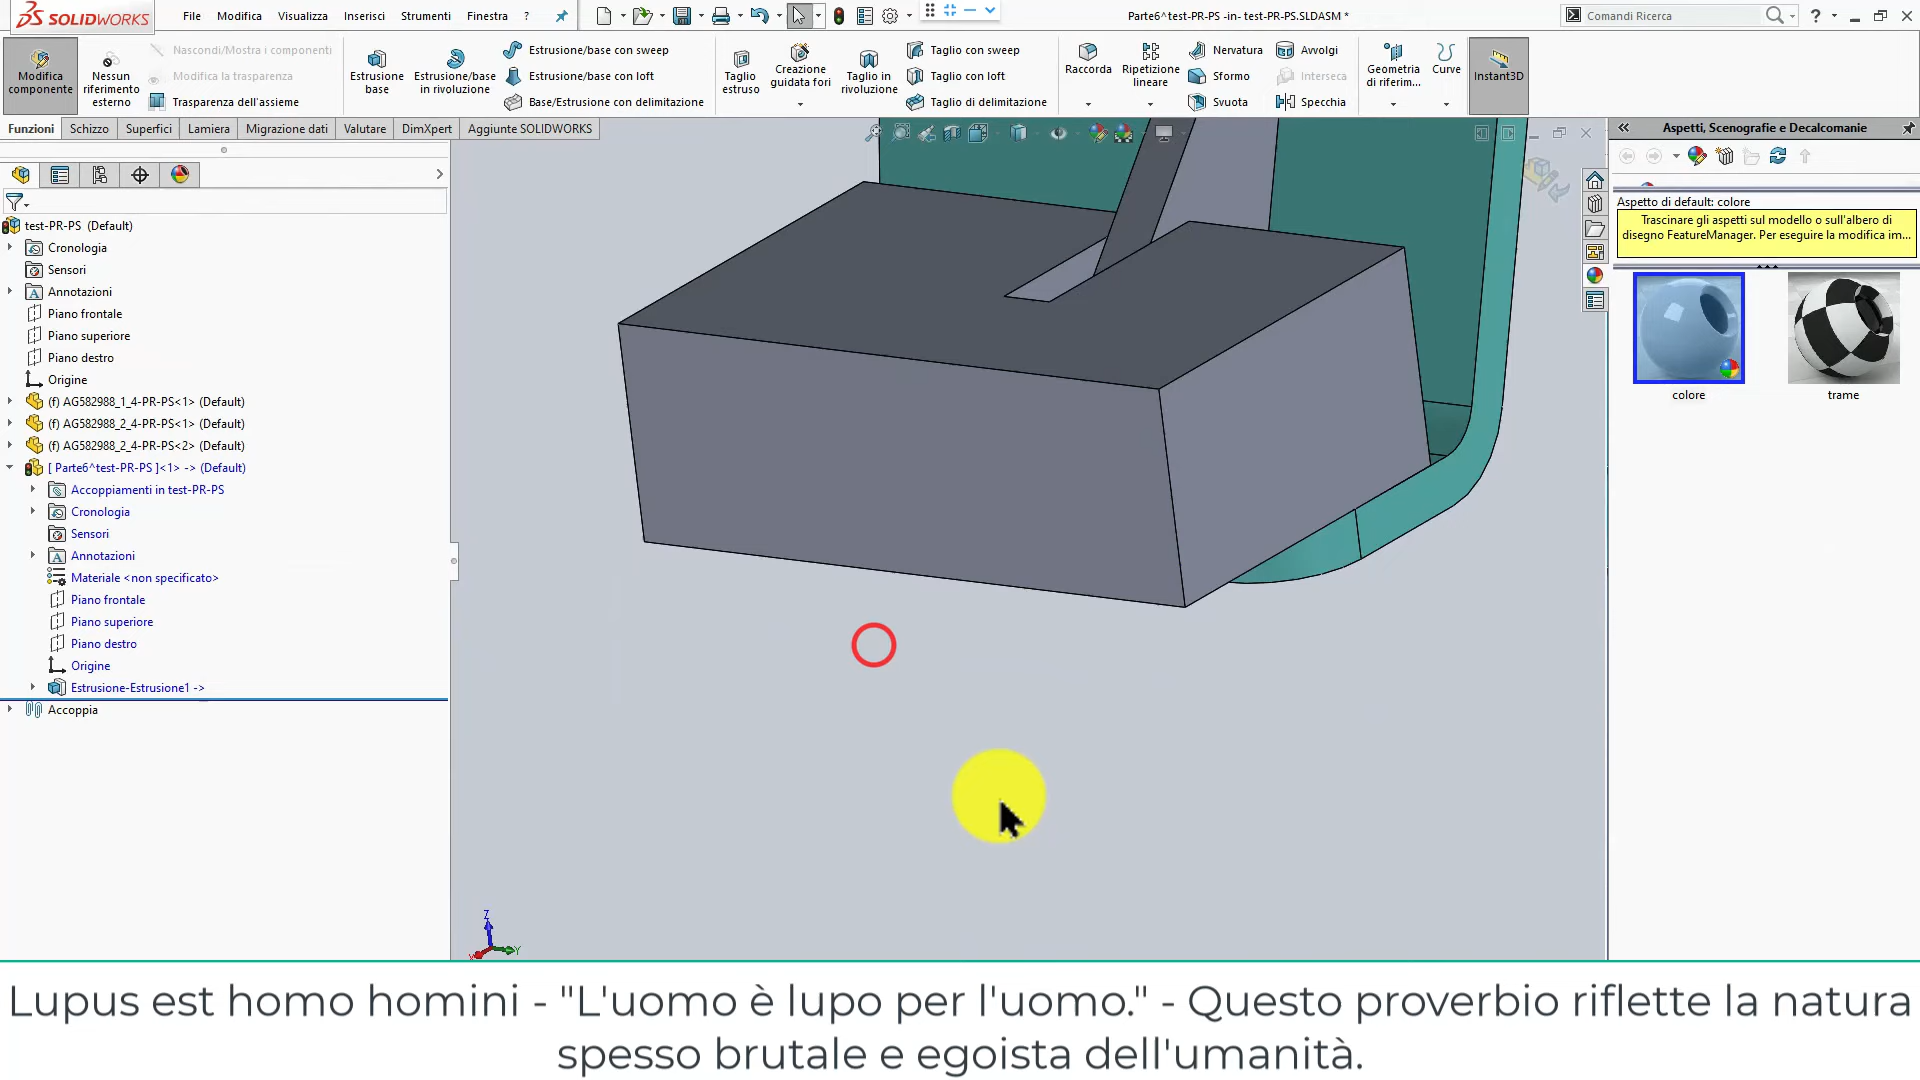 SOLIDWORKS
File
Modifica
Visualizza
Inserisci
Strumenti
Finestra
?
Parte6^test-PR-PS -in- test-PR-PS.SLDASM *
Comandi Ricerca
?
Modifica componente
Nessun riferimento esterno
Nascondi/Mostra i componenti
Modifica la trasparenza
Trasparenza dell'assieme
Estrusione base
Estrusione/base in rivoluzione
Estrusione/base con sweep
Estrusione/base con loft
Base/Estrusione con delimitazione
Taglio estruso
Creazione guidata fori
Taglio in rivoluzione
Taglio con sweep
Taglio con loft
Taglio di delimitazione
Raccorda
Ripetizione lineare
Nervatura
Sformo
Svuota
Avvolgi
Interseca
Specchia
Geometria di riferim...
Curve
Instant3D
Funzioni
Schizzo
Superfici
Lamiera
Migrazione dati
Valutare
DimXpert
Aggiunte SOLIDWORKS
test-PR-PS (Default)
Cronologia
Sensori
Annotazioni
Piano frontale
Piano superiore
Piano destro
Origine
(f) AG582988_1_4-PR-PS<1> (Default)
(f) AG582988_2_4-PR-PS<1> (Default)
(f) AG582988_2_4-PR-PS<2> (Default)
[ Parte6^test-PR-PS ]<1> -> (Default)
Accoppiamenti in test-PR-PS
Cronologia
Sensori
Annotazioni
Materiale <non specificato>
Piano frontale
Piano superiore
Piano destro
Origine
Estrusione-Estrusione1 ->
Accoppia
Z
Y
X
Aspetti, Scenografie e Decalcomanie
Aspetto di default: colore
Trascinare gli aspetti sul modello o sull'albero di
disegno FeatureManager. Per eseguire la modifica im...
colore
trame
Lupus est homo homini - "L'uomo è lupo per l'uomo." - Questo proverbio riflette la natura
spesso brutale e egoista dell'umanità.